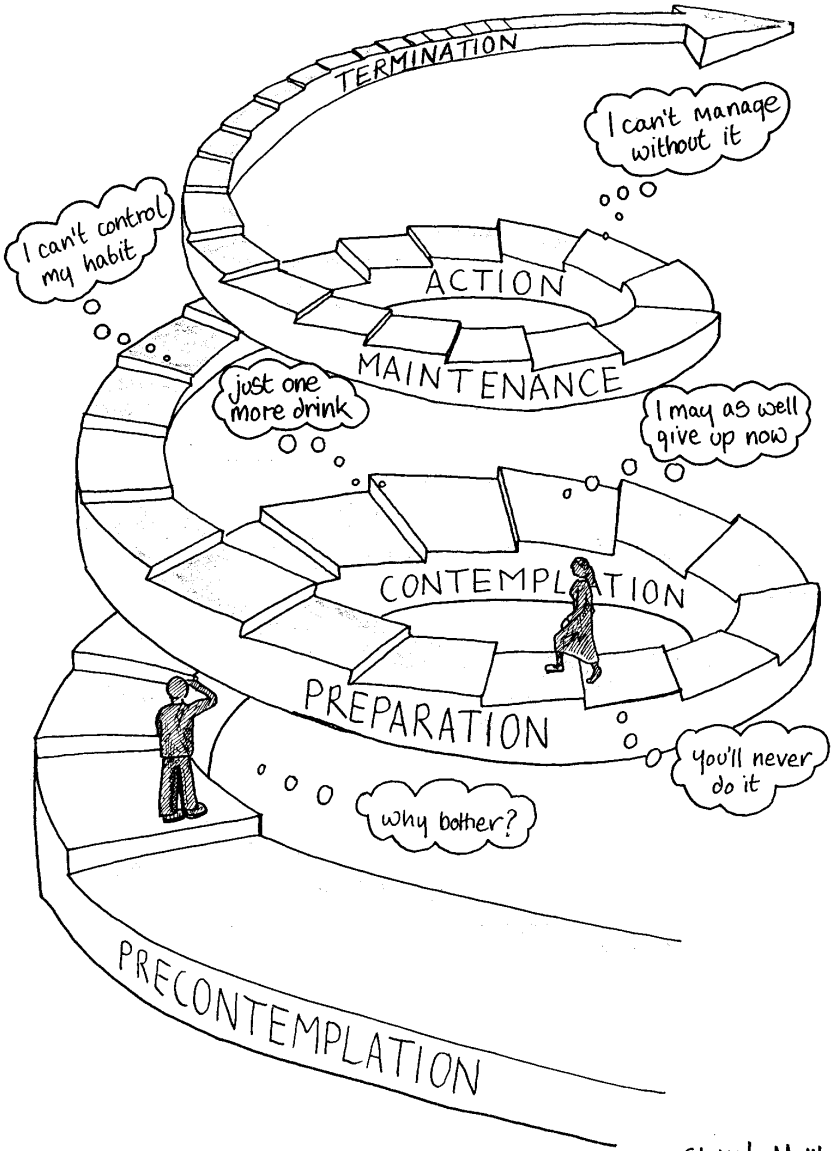 TERMINATION
I can't manage
without it
I can't control
my habit
ACTION
MAINTENANCE
just one
more drink
I may as well
give up now
CONTEMPLATION
PREPARATION
you'll never
do it
why bother?
PRECONTEMPLATION